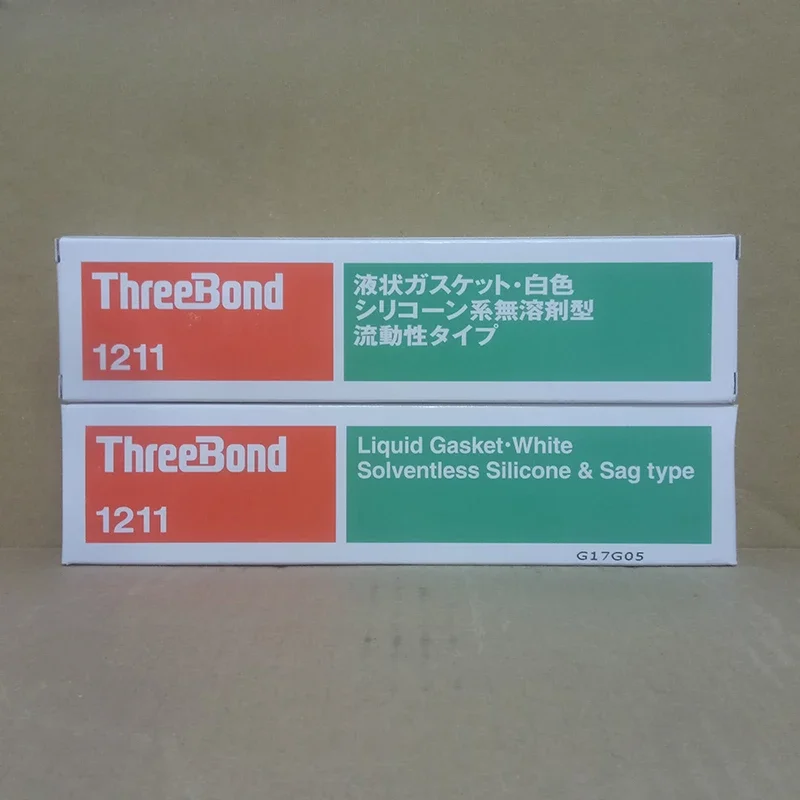 ThreeBond
1211
液状ガスケット・白色
シリコーン系無溶剤型
流動性タイプ
ThreeBond
1211
Liquid Gasket・White
Solventless Silicone & Sag type
G17G05